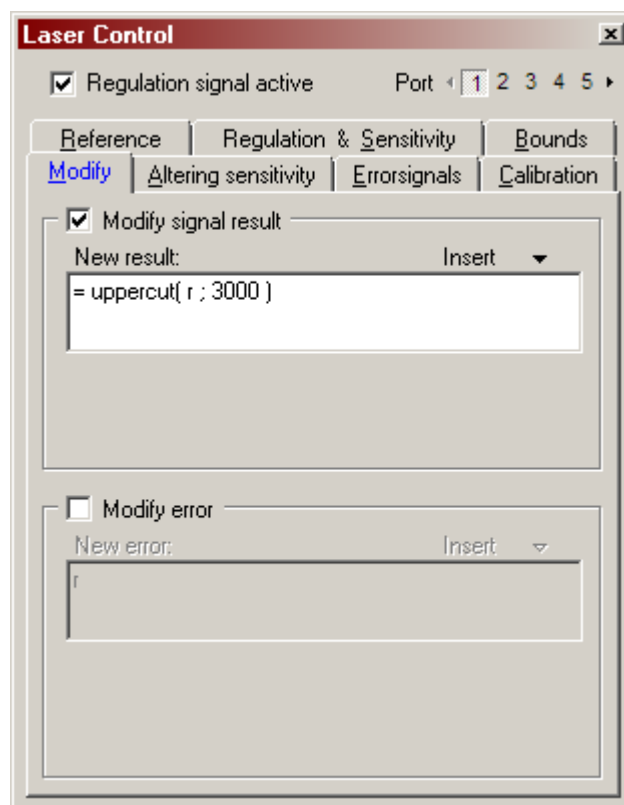 Laser Control
Regulation signal active Port 1 2 3 4 5
Reference Regulation & Sensitivity Bounds
Modify Altering sensitivity Errorsignals Calibration
Modify signal result
New result: Insert
= uppercut( r ; 3000 )
Modify error
New error: Insert
r